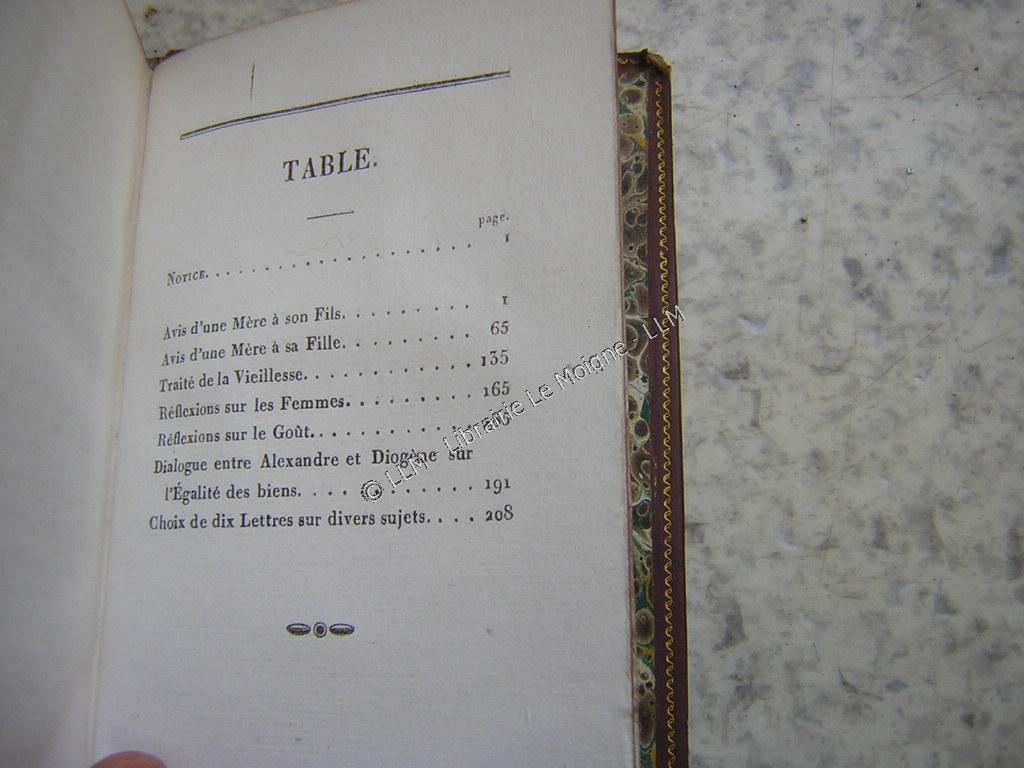 TABLE.
page.
NOTICE. . . . . . . . . . . . . . . . . . . . 1
Avis d'une Mère à son Fils. . . . . . . . . 1
Avis d'une Mère à sa Fille. . . . . . . . . 65
Traité de la Vieillesse. . . . . . . . . . . . 135
Réflexions sur les Femmes. . . . . . . . . 165
Réflexions sur le Goût. . . . . . . . . . . .
Dialogue entre Alexandre et Diogène sur
l'Égalité des biens. . . . . . . . . . . . 191
Choix de dix Lettres sur divers sujets. . . . 208
© LLM - Librairie Le Moigne - LLM